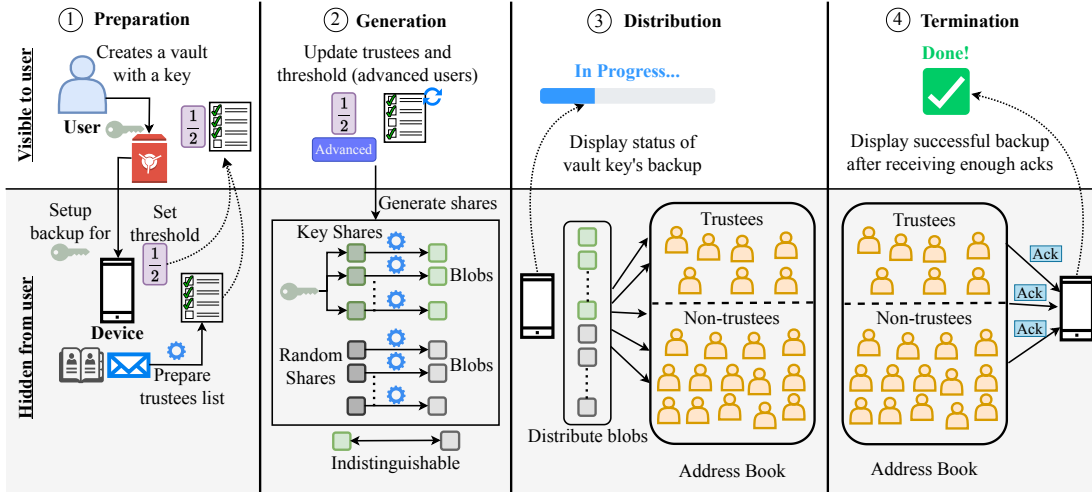 1 Preparation
2 Generation
3 Distribution
4 Termination
Visible to user
Hidden from user
Creates a vault
with a key
User
1
2
Setup
backup for
Set
threshold
1
2
Device
Prepare
trustees list
Update trustees and
threshold (advanced users)
1
2
Advanced
Generate shares
Key Shares
Blobs
Random
Shares
Blobs
Indistinguishable
In Progress...
Display status of
vault key's backup
Distribute blobs
Trustees
Non-trustees
Address Book
Done!
Display successful backup
after receiving enough acks
Trustees
Non-trustees
Ack
Ack
Ack
Address Book